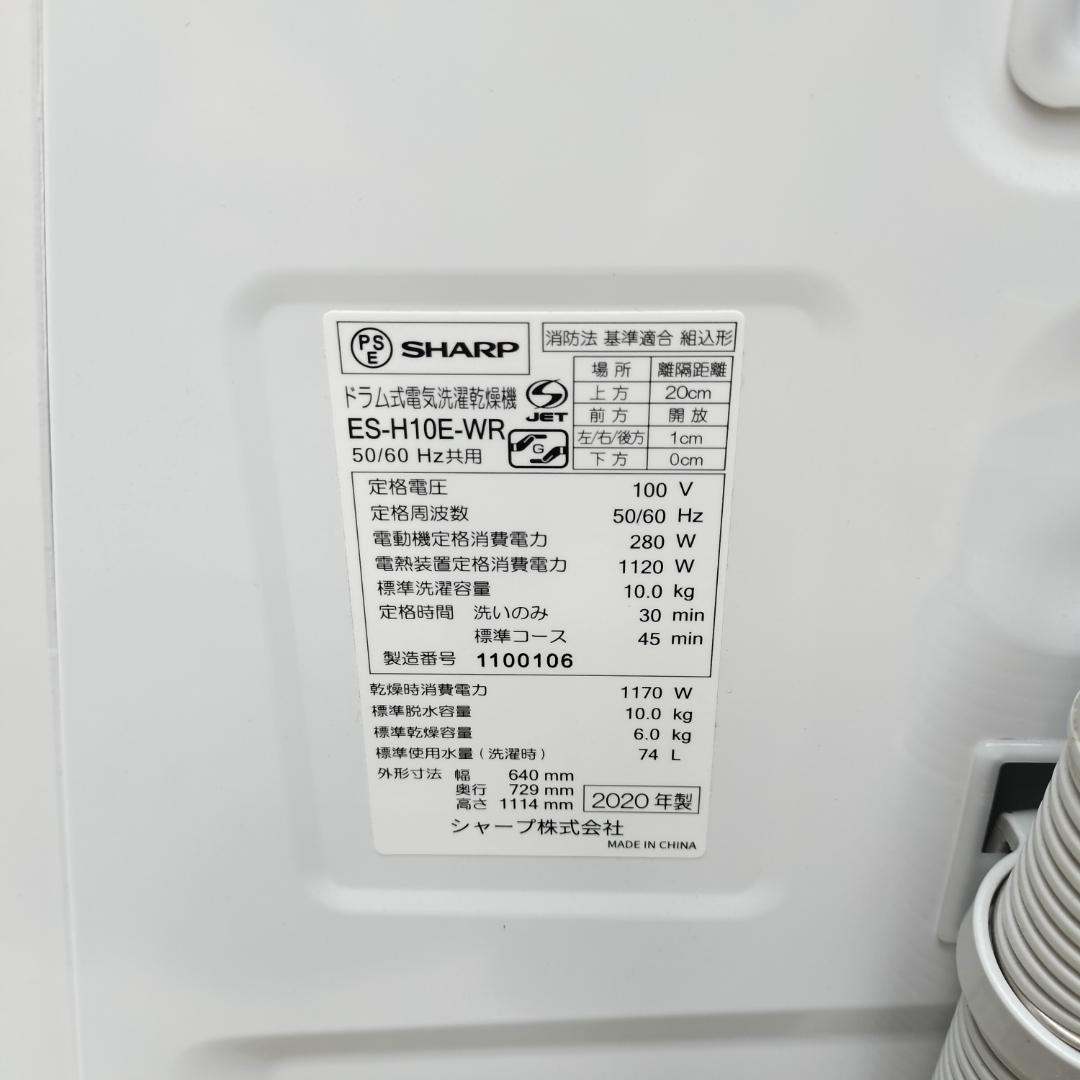 PSE SHARP
消防法 基準適合 組込形
場所 離隔距離
上方 20cm
前方 開放
左/右/後方 1cm
下方 0cm
ドラム式電気洗濯乾燥機
S JET
ES-H10E-WR
G
50/60 Hz共用
定格電圧 100 V
定格周波数 50/60 Hz
電動機定格消費電力 280 W
電熱装置定格消費電力 1120 W
標準洗濯容量 10.0 kg
定格時間 洗いのみ 30 min
標準コース 45 min
製造番号 1100106
乾燥時消費電力 1170 W
標準脱水容量 10.0 kg
標準乾燥容量 6.0 kg
標準使用水量(洗濯時) 74 L
外形寸法 幅 640 mm
奥行 729 mm
高さ 1114 mm
2020年製
シャープ株式会社
MADE IN CHINA